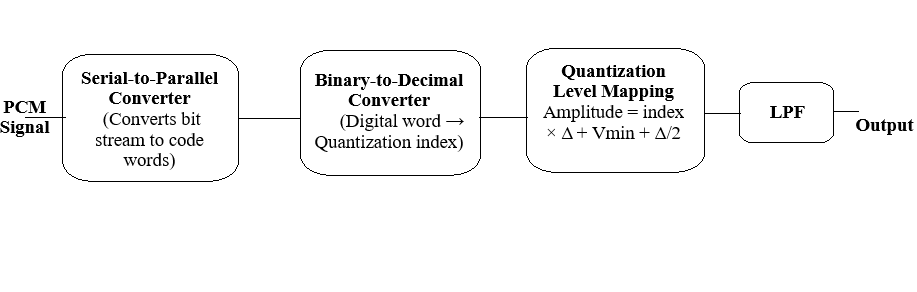 PCM
Signal
Serial-to-Parallel
Converter
(Converts bit
stream to code
words)
Binary-to-Decimal
Converter
(Digital word →
Quantization index)
Quantization
Level Mapping
Amplitude = index
× Δ + Vmin + Δ/2
LPF
Output